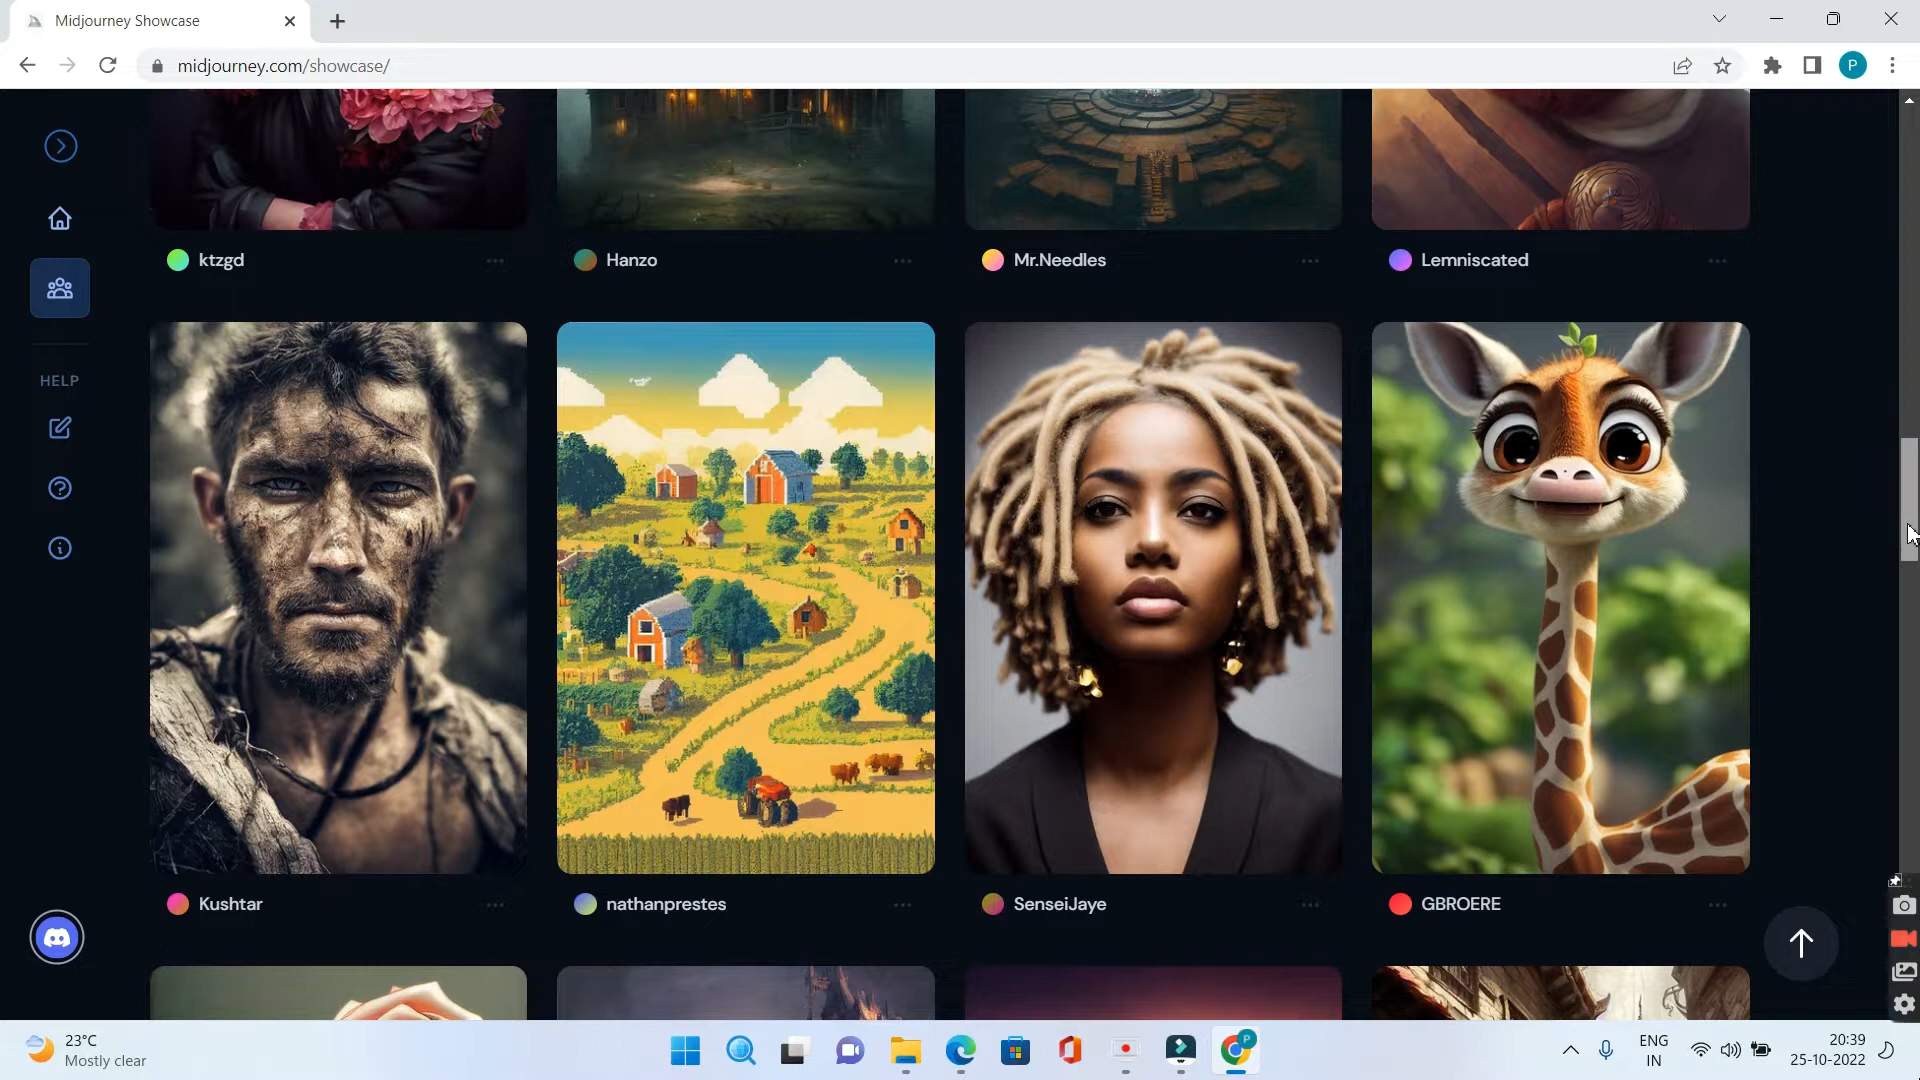 Midjourney Showcase
midjourney.com/showcase/
P
ktzgd
Hanzo
Mr.Needles
Lemniscated
HELP
Kushtar
nathanprestes
SenseiJaye
GBROERE
23°C
Mostly clear
P
ENG
IN
20:39
25-10-2022